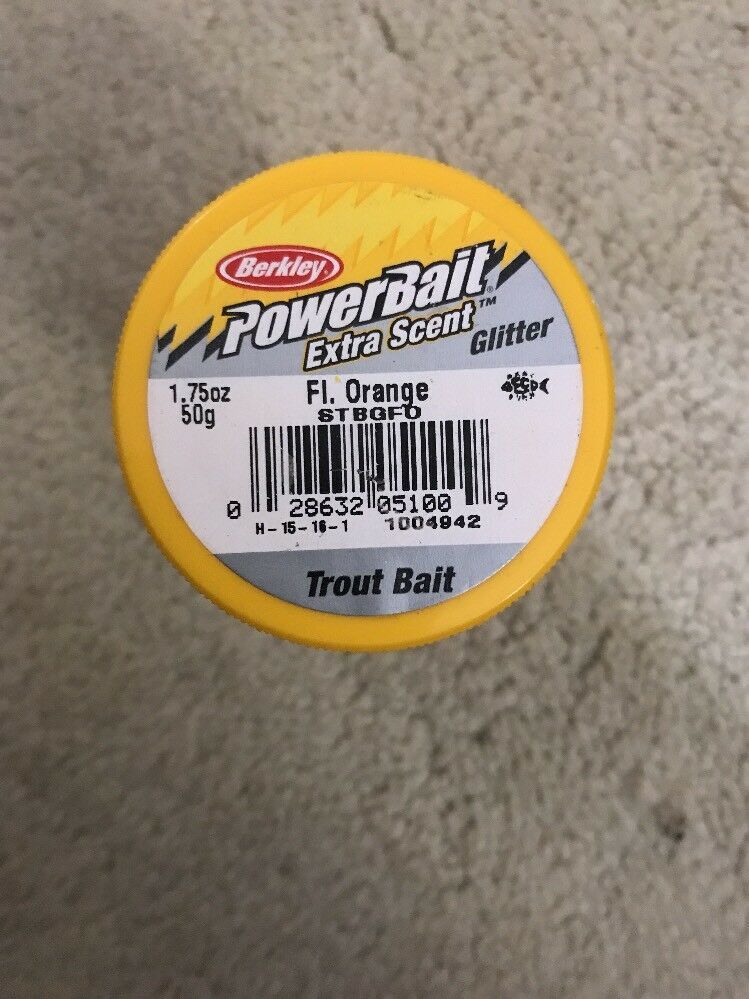 Berkley®
PowerBait®
Extra Scent™
Glitter
1.75oz
50g
Fl. Orange
STBGFO
0 28632 05100 9
H-15-16-1 1004942
Trout Bait